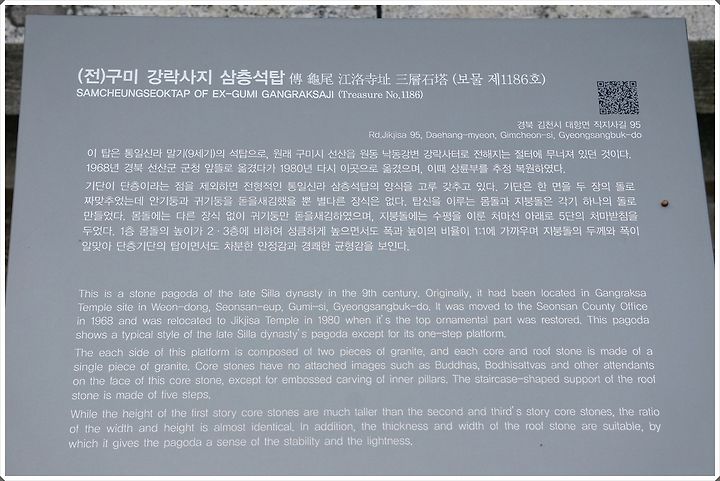 (전)구미 강락사지 삼층석탑 傳 龜尾 江洛寺址 三層石塔 (보물 제1186호)
SAMCHEUNGSEOKTAP OF EX-GUMI GANGRAKSAJI (Treasure No.1186)
경북 김천시 대항면 직지사길 95
Rd.Jikjisa 95, Daehang-myeon, Gimcheon-si, Gyeongsangbuk-do
이 탑은 통일신라 말기(9세기)의 석탑으로, 원래 구미시 선산읍 원동 낙동강변 강락사터로 전해지는 절터에 무너져 있던 것이다.
1968년 경북 선산군 군청 앞뜰로 옮겼다가 1980년 다시 이곳으로 옮겼으며, 이때 상륜부를 추정 복원하였다.
기단이 단층이라는 점을 제외하면 전형적인 통일신라 삼층석탑의 양식을 고루 갖추고 있다. 기단은 한 면을 두 장의 돌로
짜맞추었는데 안기둥과 귀기둥을 돋을새김했을 뿐 별다른 장식은 없다. 탑신을 이루는 몸돌과 지붕돌은 각기 하나의 돌로
만들었다. 몸돌에는 다른 장식 없이 귀기둥만 돋을새김하였으며, 지붕돌에는 수평을 이룬 처마선 아래로 5단의 처마받침을
두었다. 1층 몸돌의 높이가 2·3층에 비하여 성큼하게 높으면서도 폭과 높이의 비율이 1:1에 가까우며 지붕돌의 두께와 폭이
알맞아 단층기단의 탑이면서도 차분한 안정감과 경쾌한 균형감을 보인다.
This is a stone pagoda of the late Silla dynasty in the 9th century. Originally, it had been located in Gangraksa
Temple site in Weon-dong, Seonsan-eup, Gumi-si, Gyeongsangbuk-do. It was moved to the Seonsan County Office
in 1968 and was relocated to Jikjisa Temple in 1980 when it's the top ornamental part was restored. This pagoda
shows a typical style of the late Silla dynasty's pagoda except for its one-step platform.
The each side of this platform is composed of two pieces of granite, and each core and roof stone is made of a
single piece of granite. Core stones have no attached images such as Buddhas, Bodhisattvas and other attendants
on the face of this core stone, except for embossed carving of inner pillars. The staircase-shaped support of the roof
stone is made of five steps.
While the height of the first story core stones are much taller than the second and third's story core stones, the ratio
of the width and height is almost identical. In addition, the thickness and width of the roof stone are suitable, by
which it gives the pagoda a sense of the stability and the lightness.